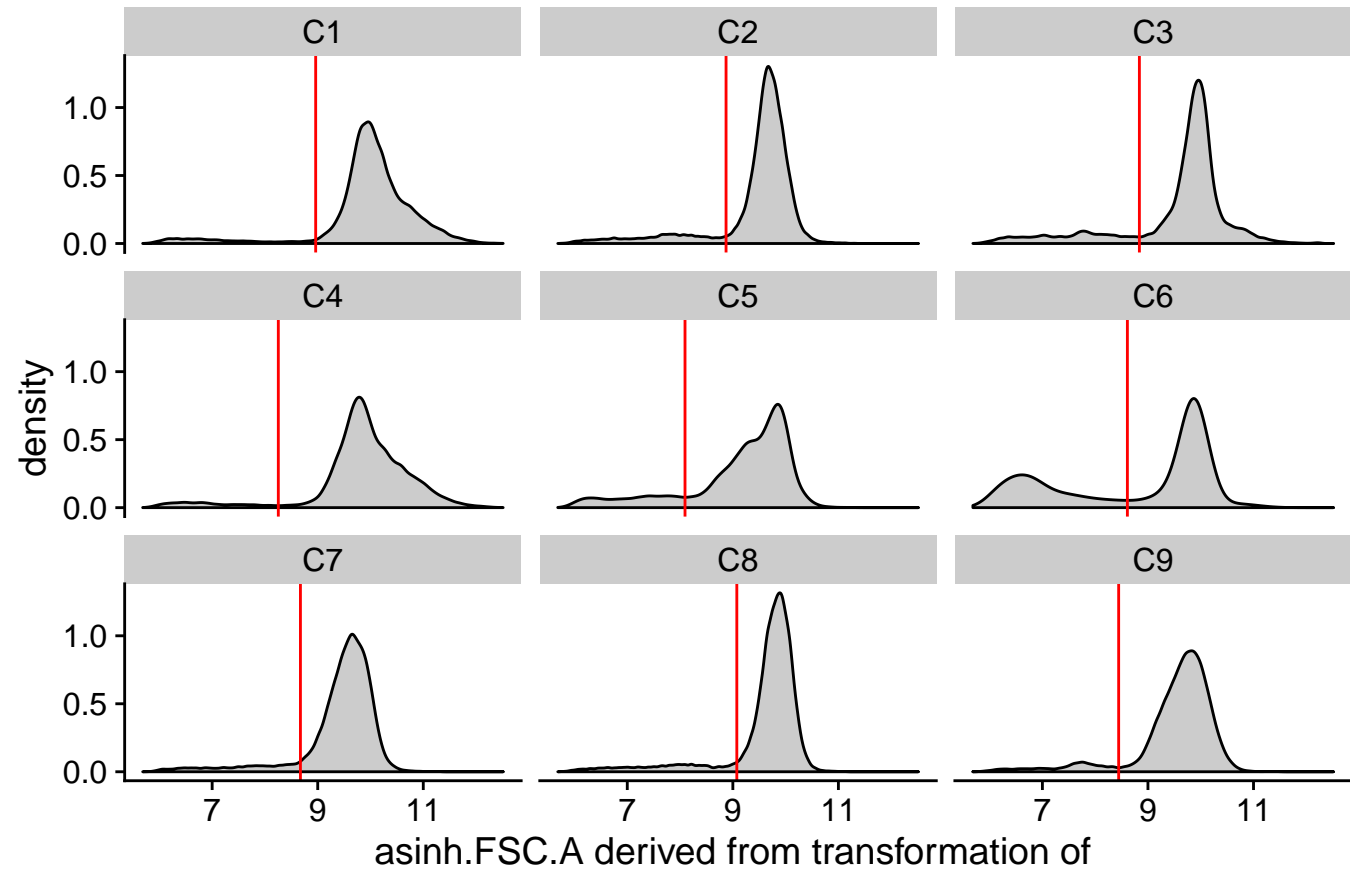 C1 C2 C3
1.0
0.5
0.0
C4 C5 C6
density
1.0
0.5
0.0
C7 C8 C9
1.0
0.5
0.0
7 9 11 7 9 11 7 9 11
asinh.FSC.A derived from transformation of